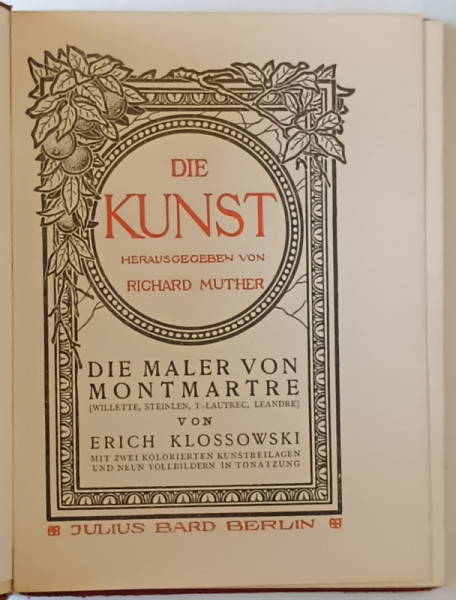 DIE
KUNST
HERAUSGEGEBEN VON
RICHARD MUTHER
DIE MALER VON
MONTMARTRE
[WILLETTE, STEINLEN, T.-LAUTREC, LÉANDRE]
VON
ERICH KLOSSOWSKI
MIT ZWEI KOLORIERTEN KUNSTBEILAGEN
UND NEUN VOLLBILDERN IN TONÄTZUNG
JULIUS BARD BERLIN